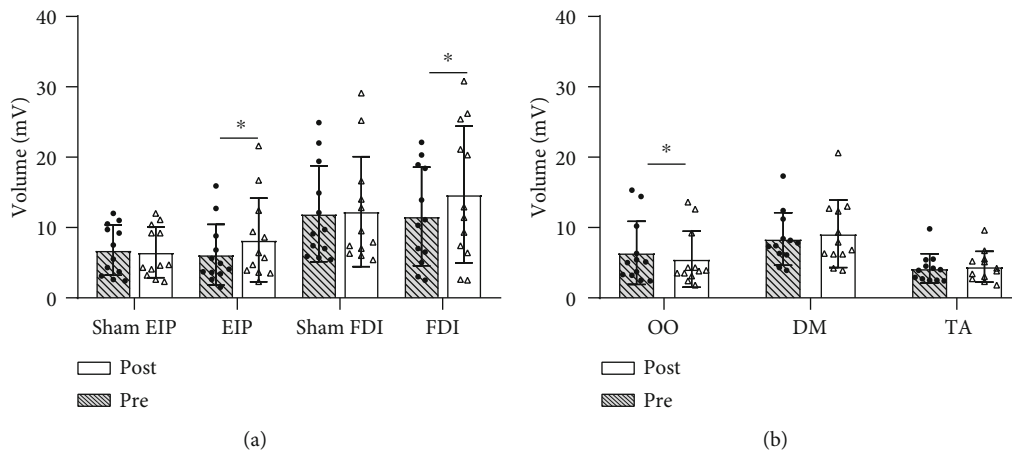 40
30
20
10
0
Volume (mV)
*
*
Sham EIP EIP Sham FDI FDI
Post
Pre
(a)
40
30
20
10
0
Volume (mV)
*
OO DM TA
Post
Pre
(b)